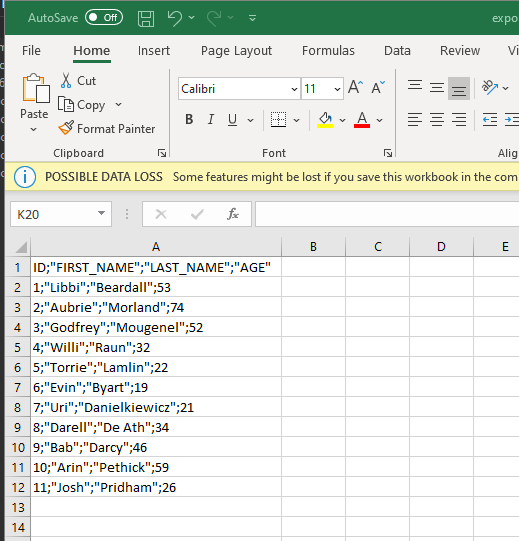 AutoSave Off expo
File Home Insert Page Layout Formulas Data Review Vi
Paste
Cut
Copy
Format Painter
Calibri 11 A A
B I U A
Clipboard Font Alig
POSSIBLE DATA LOSS Some features might be lost if you save this workbook in the com
K20 fx
A B C D E
1 ID;"FIRST_NAME";"LAST_NAME";"AGE"
2 1;"Libbi";"Beardall";53
3 2;"Aubrie";"Morland";74
4 3;"Godfrey";"Mougenel";52
5 4;"Willi";"Raun";32
6 5;"Torrie";"Lamlin";22
7 6;"Evin";"Byart";19
8 7;"Uri";"Danielkiewicz";21
9 8;"Darell";"De Ath";34
10 9;"Bab";"Darcy";46
11 10;"Arin";"Pethick";59
12 11;"Josh";"Pridham";26
13
14